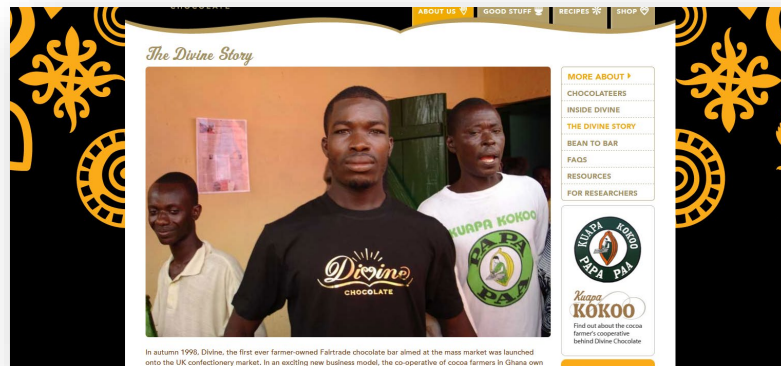 CHOCOLATE
ABOUT US
GOOD STUFF
RECIPES
SHOP
The Divine Story
MORE ABOUT
CHOCOLATEERS
INSIDE DIVINE
THE DIVINE STORY
BEAN TO BAR
FAQS
RESOURCES
FOR RESEARCHERS
KUAPA KOKOO
PAPA
PAA
Divine
CHOCOLATE
KUAPA KOKOO
PAPA PAA
Kuapa
KOKOO
Find out about the cocoa
farmer's cooperative
behind Divine Chocolate
In autumn 1998, Divine, the first ever farmer-owned Fairtrade chocolate bar aimed at the mass market was launched
onto the UK confectionery market. In an exciting new business model, the co-operative of cocoa farmers in Ghana own